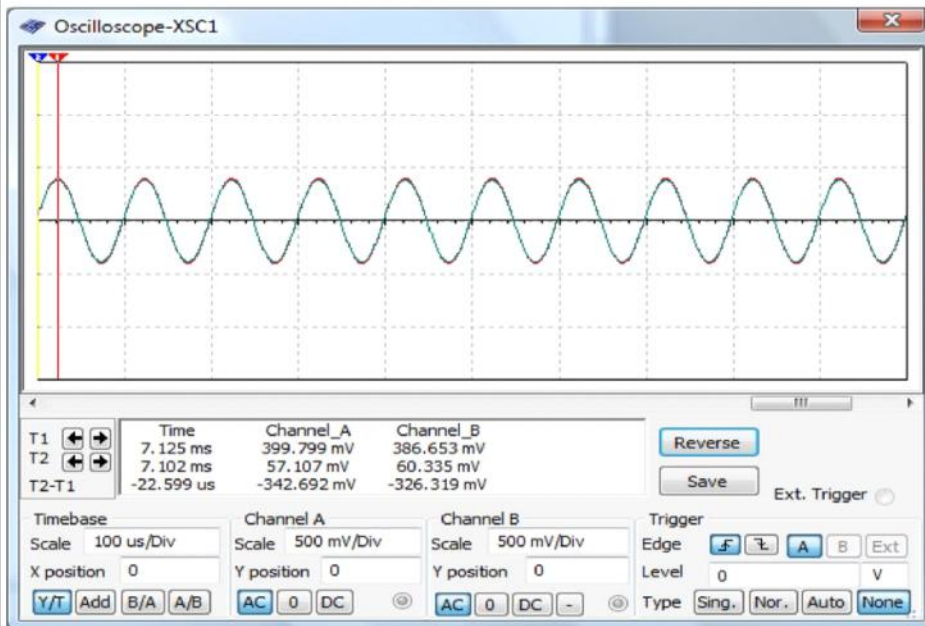 Oscilloscope-XSC1
2 1
T1
T2
T2-T1
Time Channel_A Channel_B
7.125 ms 399.799 mV 386.653 mV
7.102 ms 57.107 mV 60.335 mV
-22.599 us -342.692 mV -326.319 mV
Reverse
Save
Ext. Trigger
Timebase
Scale 100 us/Div
X position 0
Y/T Add B/A A/B
Channel A
Scale 500 mV/Div
Y position 0
AC 0 DC
Channel B
Scale 500 mV/Div
Y position 0
AC 0 DC -
Trigger
Edge A B Ext
Level 0 V
Type Sing. Nor. Auto None